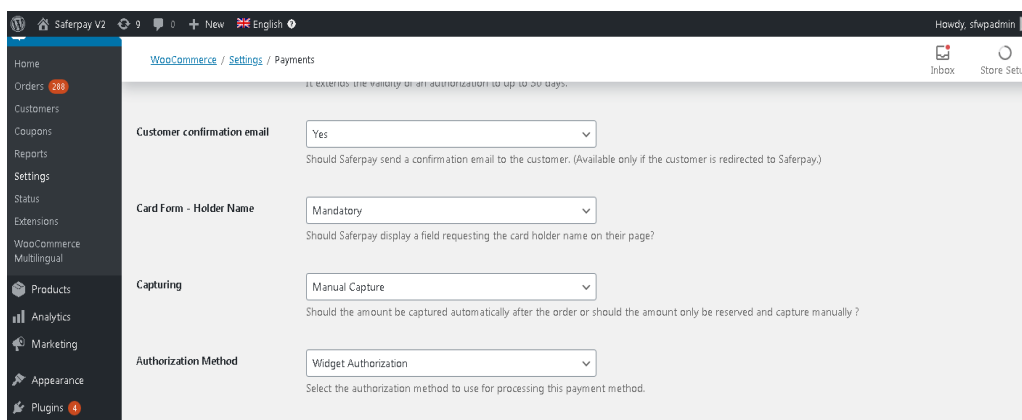 Saferpay V2 9 0 + New English
Howdy, sfwpadmin
WooCommerce / Settings / Payments
Inbox
Store Setu
Home
Orders 288
Customers
Coupons
Reports
Settings
Status
Extensions
WooCommerce
Multilingual
Products
Analytics
Marketing
Appearance
Plugins 4
It extends the validity of an authorization to up to 30 days.
Customer confirmation email
Yes
Should Saferpay send a confirmation email to the customer. (Available only if the customer is redirected to Saferpay.)
Card Form - Holder Name
Mandatory
Should Saferpay display a field requesting the card holder name on their page?
Capturing
Manual Capture
Should the amount be captured automatically after the order or should the amount only be reserved and capture manually ?
Authorization Method
Widget Authorization
Select the authorization method to use for processing this payment method.